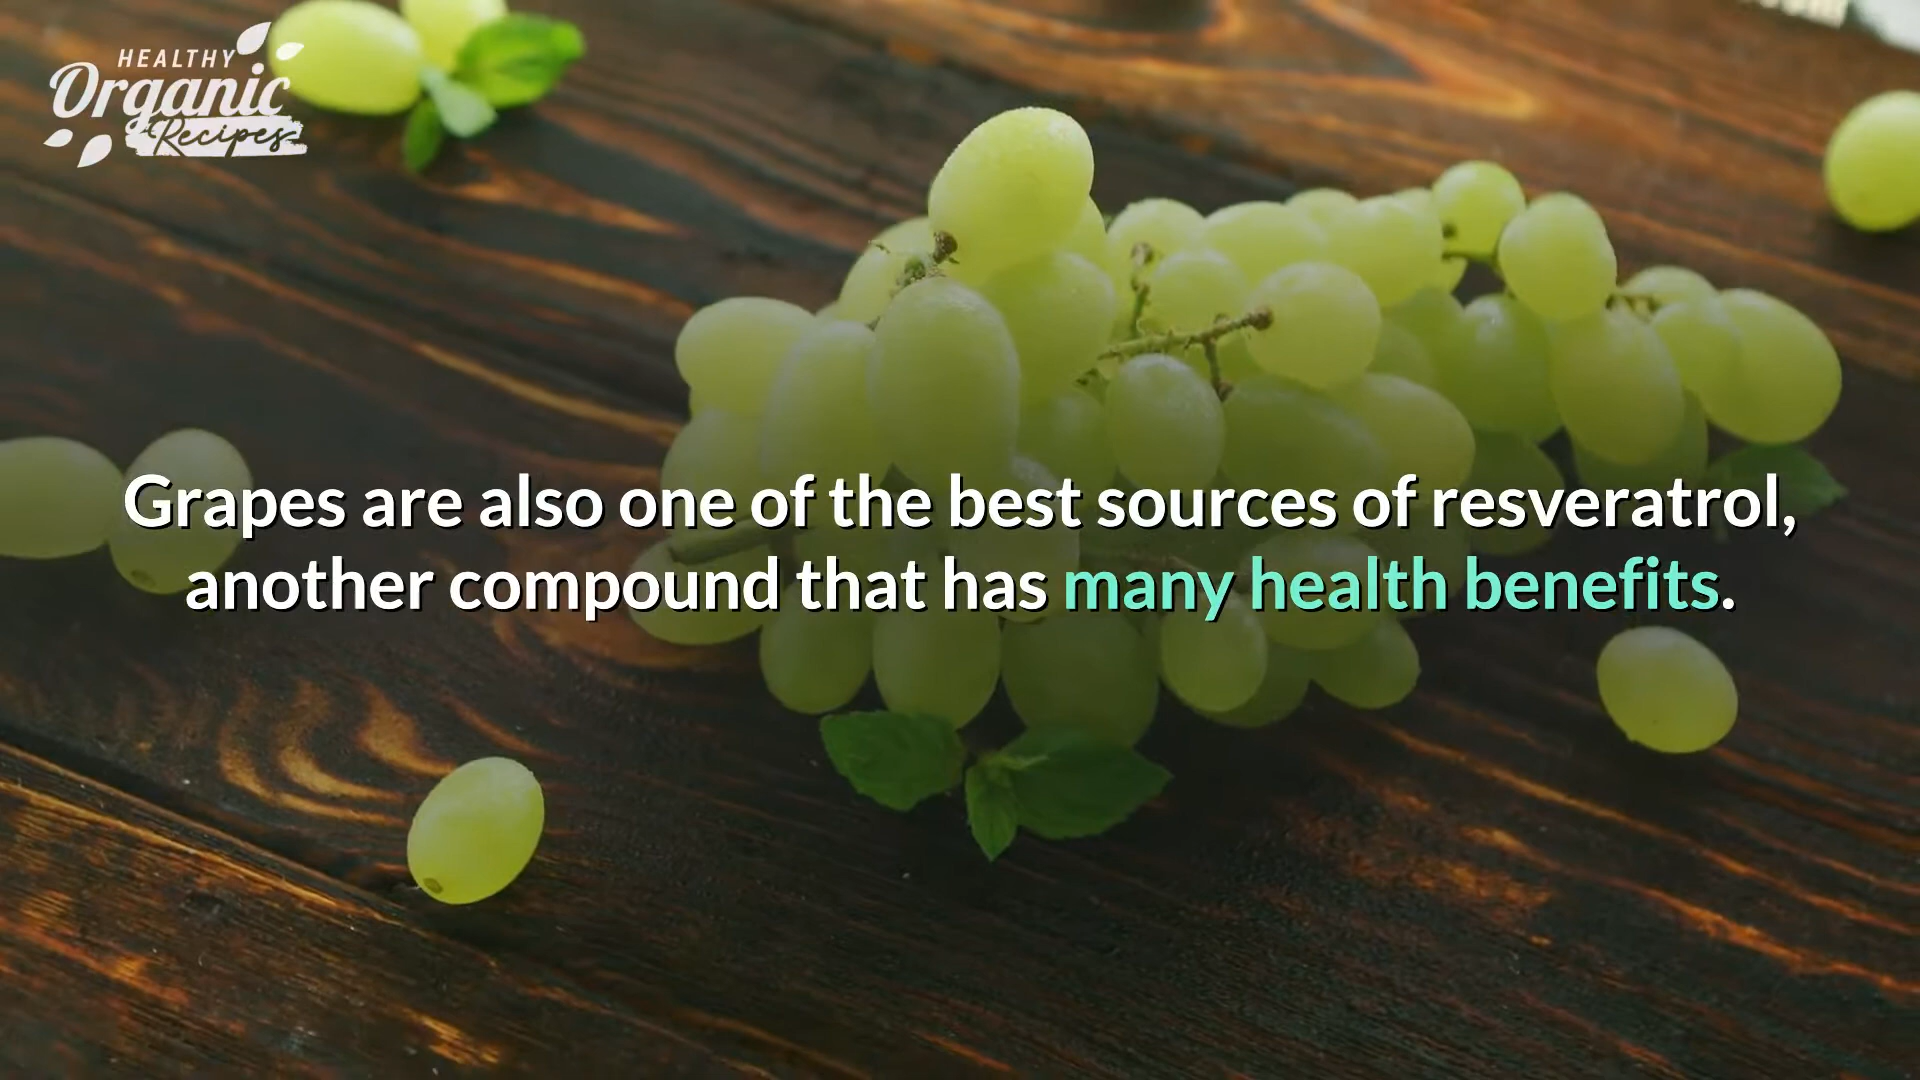 HEALTHY
Organic
Recipes
Grapes are also one of the best sources of resveratrol,
another compound that has many health benefits.